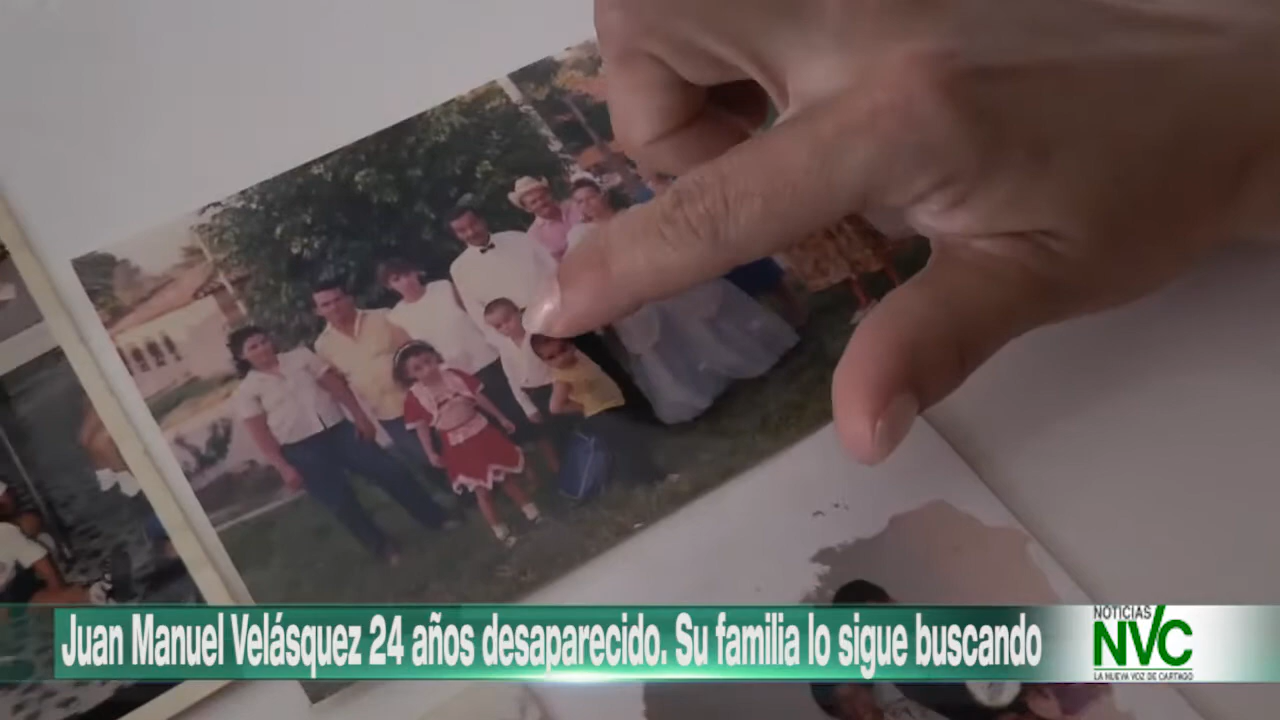 Juan Manuel Velásquez 24 años desaparecido. Su familia lo sigue buscando
NOTICIAS
NVC
LA NUEVA VOZ DE CARTAGO